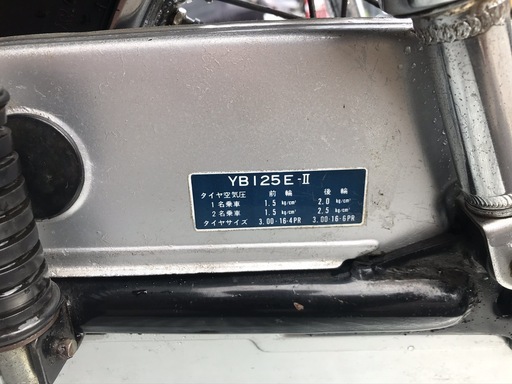 YB125E-II
タイヤ空気圧 前輪 後輪
1名乗車 1.5 kg/cm² 2.0 kg/cm²
2名乗車 1.5 kg/cm² 2.5 kg/cm²
タイヤサイズ 3.00-16-4PR 3.00-16-6PR